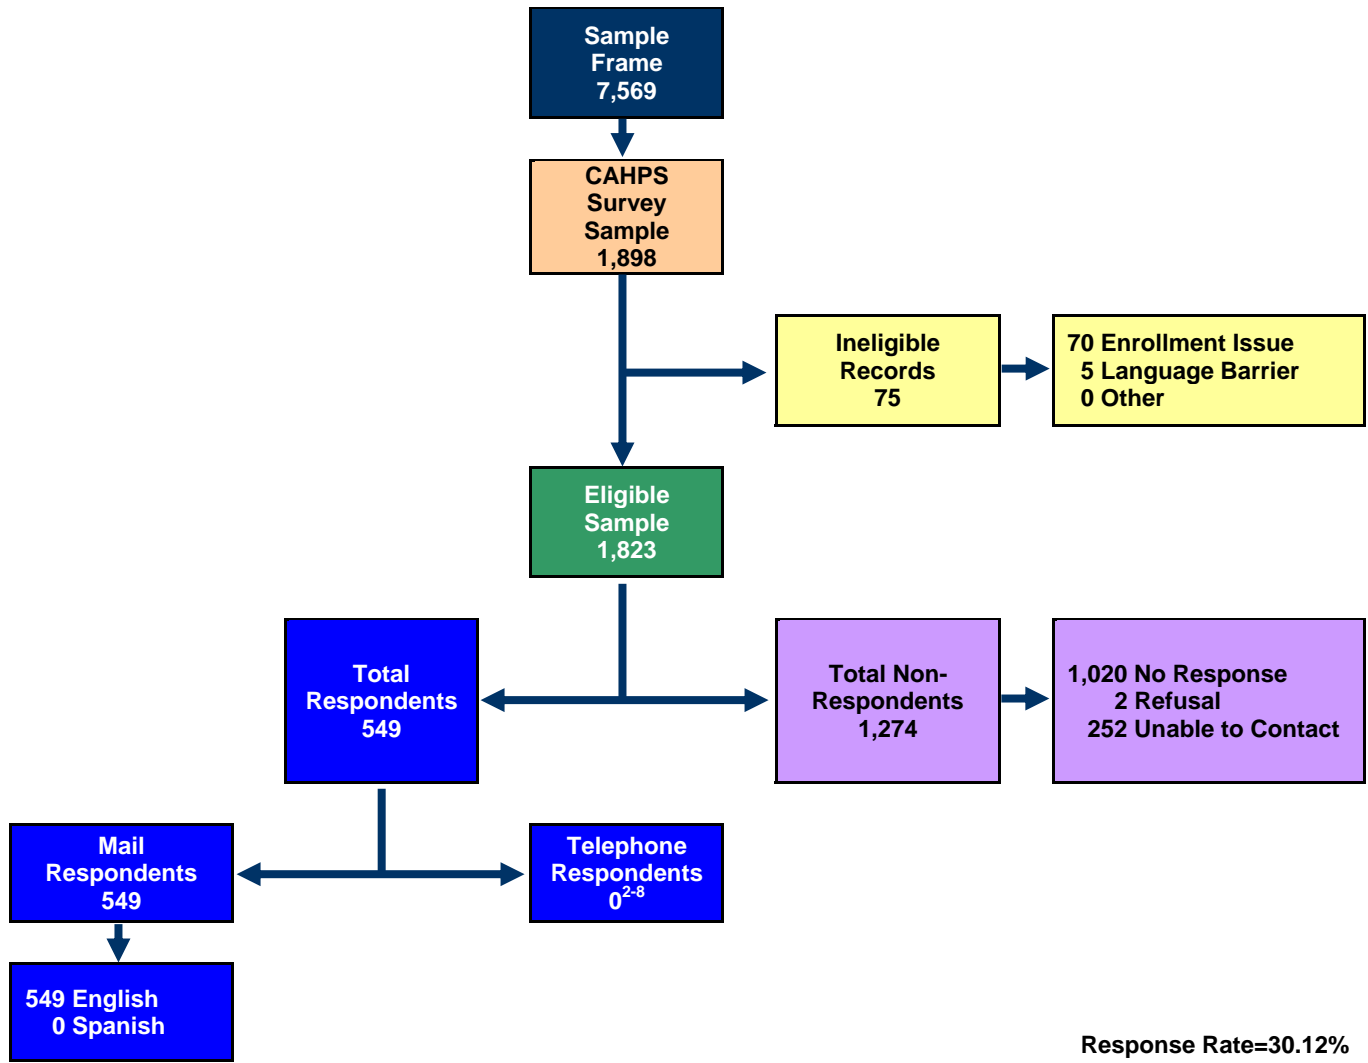 Sample
Frame
7,569
CAHPS
Survey
Sample
1,898
Ineligible
Records
75
70 Enrollment Issue
5 Language Barrier
0 Other
Eligible
Sample
1,823
Total
Respondents
549
Total Non-
Respondents
1,274
1,020 No Response
2 Refusal
252 Unable to Contact
Mail
Respondents
549
Telephone
Respondents
0²⁻⁸
549 English
0 Spanish
Response Rate=30.12%